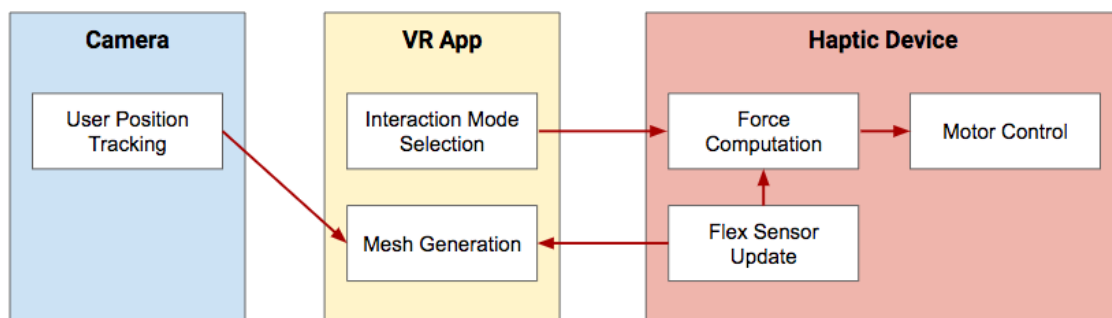 Camera
User Position
Tracking
VR App
Interaction Mode
Selection
Mesh Generation
Haptic Device
Force
Computation
Motor Control
Flex Sensor
Update